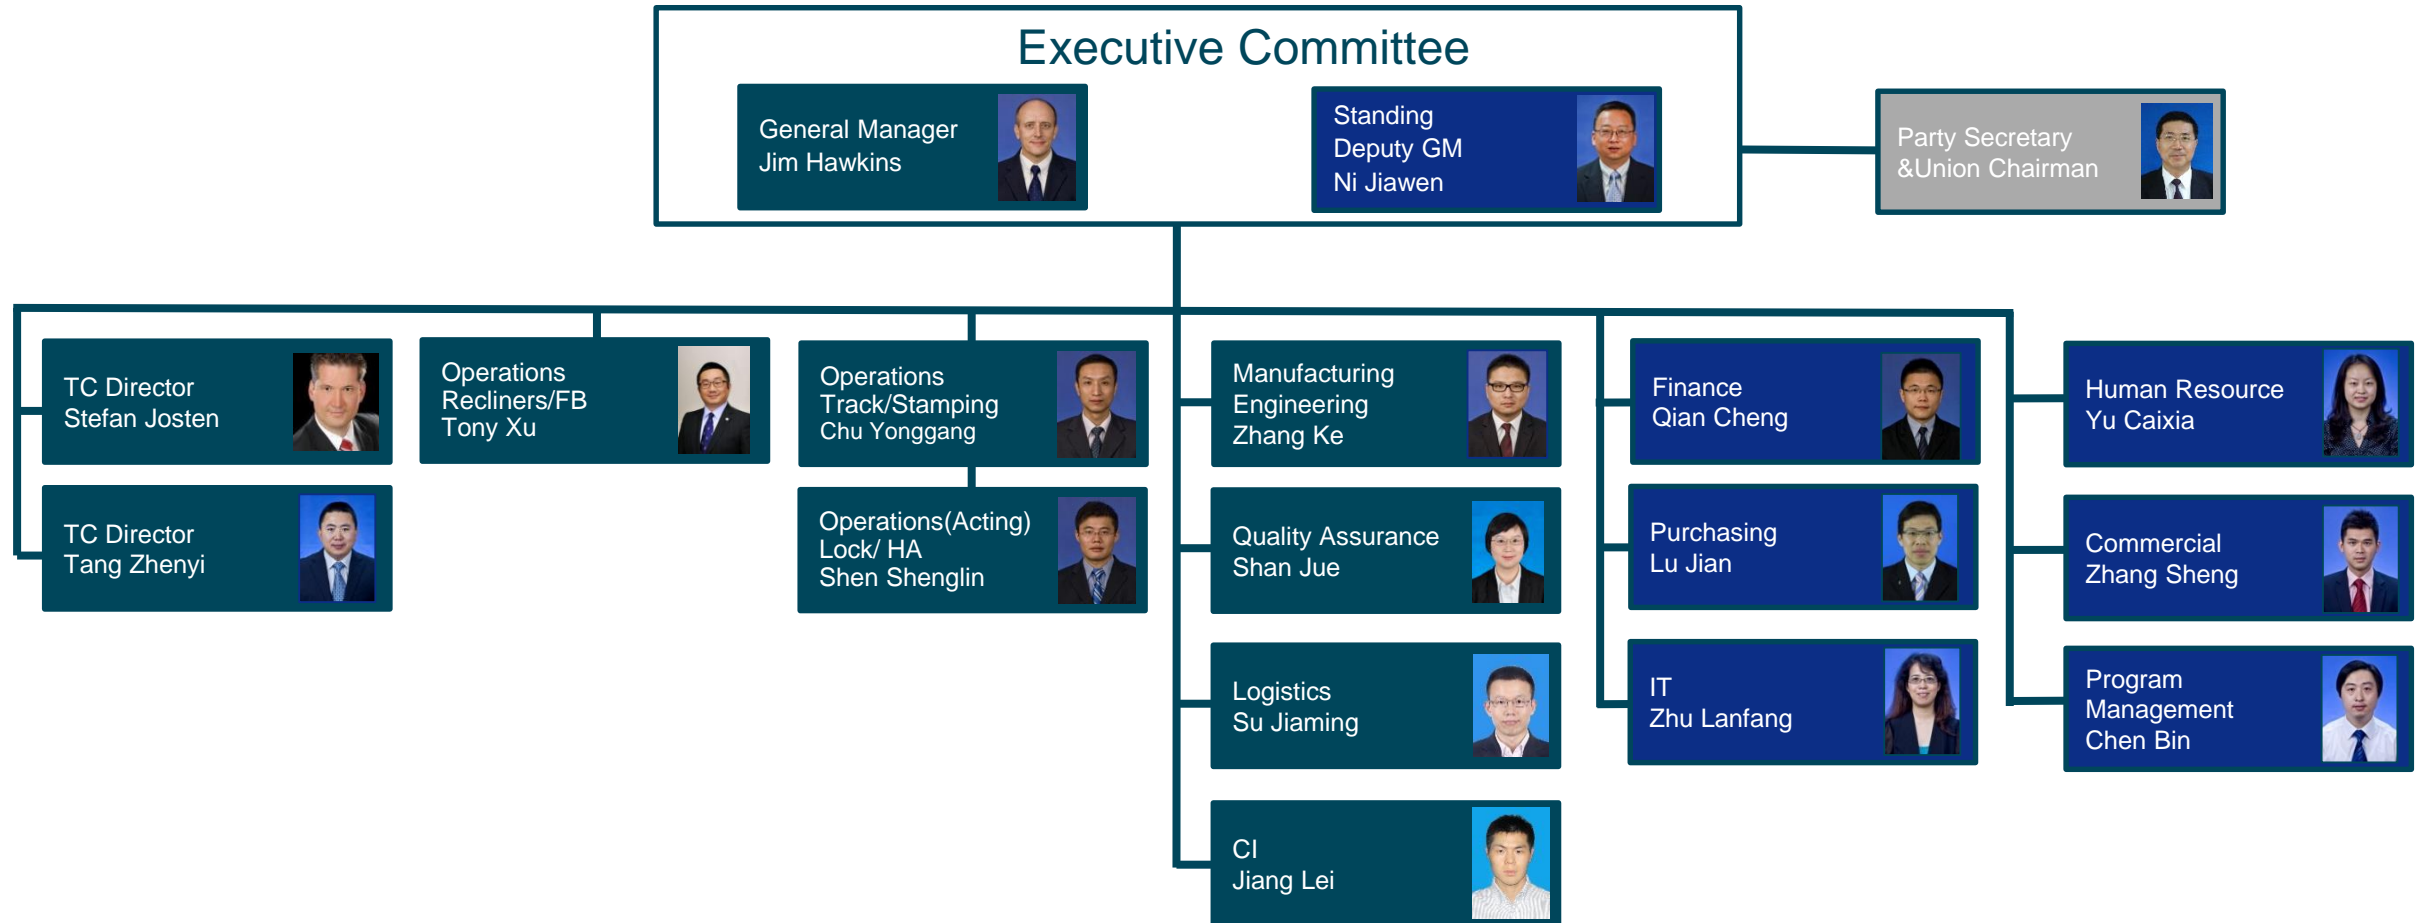 Executive Committee
General Manager
Jim Hawkins
Standing
Deputy GM
Ni Jiawen
Party Secretary
&Union Chairman
TC Director
Stefan Josten
Operations
Recliners/FB
Tony Xu
Operations
Track/Stamping
Chu Yonggang
Manufacturing
Engineering
Zhang Ke
Finance
Qian Cheng
Human Resource
Yu Caixia
TC Director
Tang Zhenyi
Operations(Acting)
Lock/ HA
Shen Shenglin
Quality Assurance
Shan Jue
Purchasing
Lu Jian
Commercial
Zhang Sheng
Logistics
Su Jiaming
IT
Zhu Lanfang
Program
Management
Chen Bin
CI
Jiang Lei